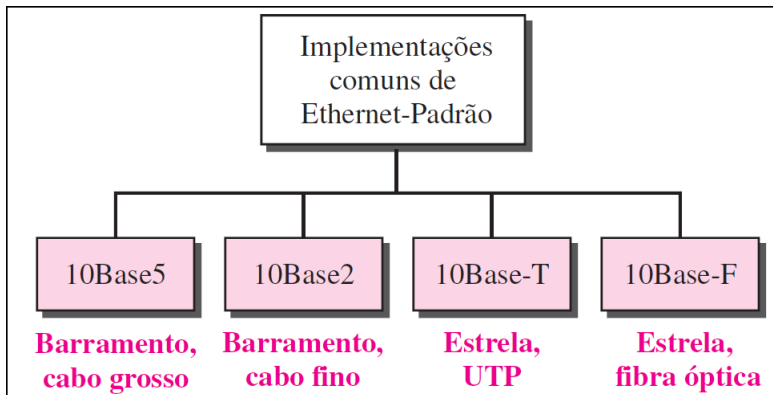 Implementações
comuns de
Ethernet-Padrão
10Base5
10Base2
10Base-T
10Base-F
Barramento,
cabo grosso
Barramento,
cabo fino
Estrela,
UTP
Estrela,
fibra óptica